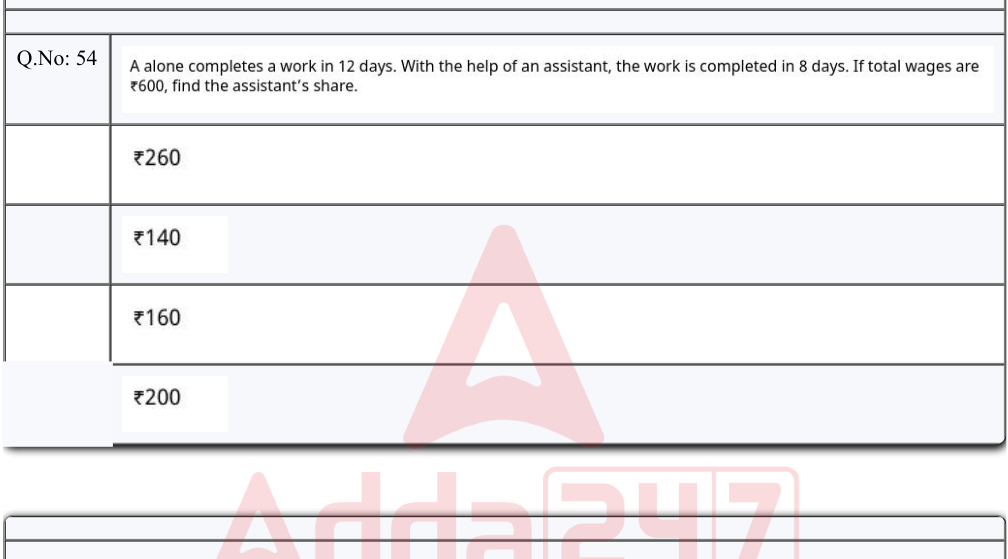 Q.No: 54
A alone completes a work in 12 days. With the help of an assistant, the work is completed in 8 days. If total wages are
₹600, find the assistant’s share.
₹260
₹140
₹160
₹200
Adda247